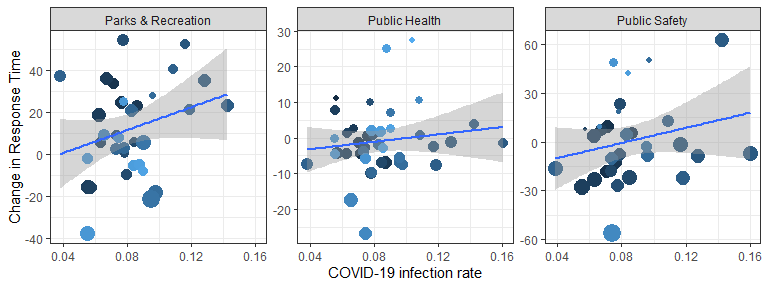 Parks & Recreation
Public Health
Public Safety
Change in Response Time
40
20
0
-20
-40
30
20
10
0
-10
-20
60
30
0
-30
-60
0.04 0.08 0.12 0.16
0.04 0.08 0.12 0.16
0.04 0.08 0.12 0.16
COVID-19 infection rate